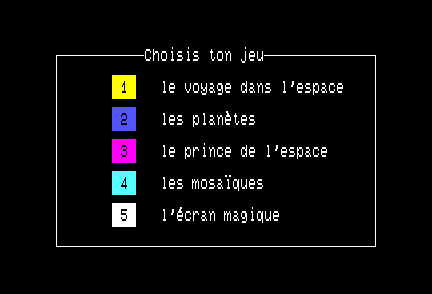 Choisis ton jeu
1 le voyage dans l'espace
2 les planètes
3 le prince de l'espace
4 les mosaïques
5 l'écran magique